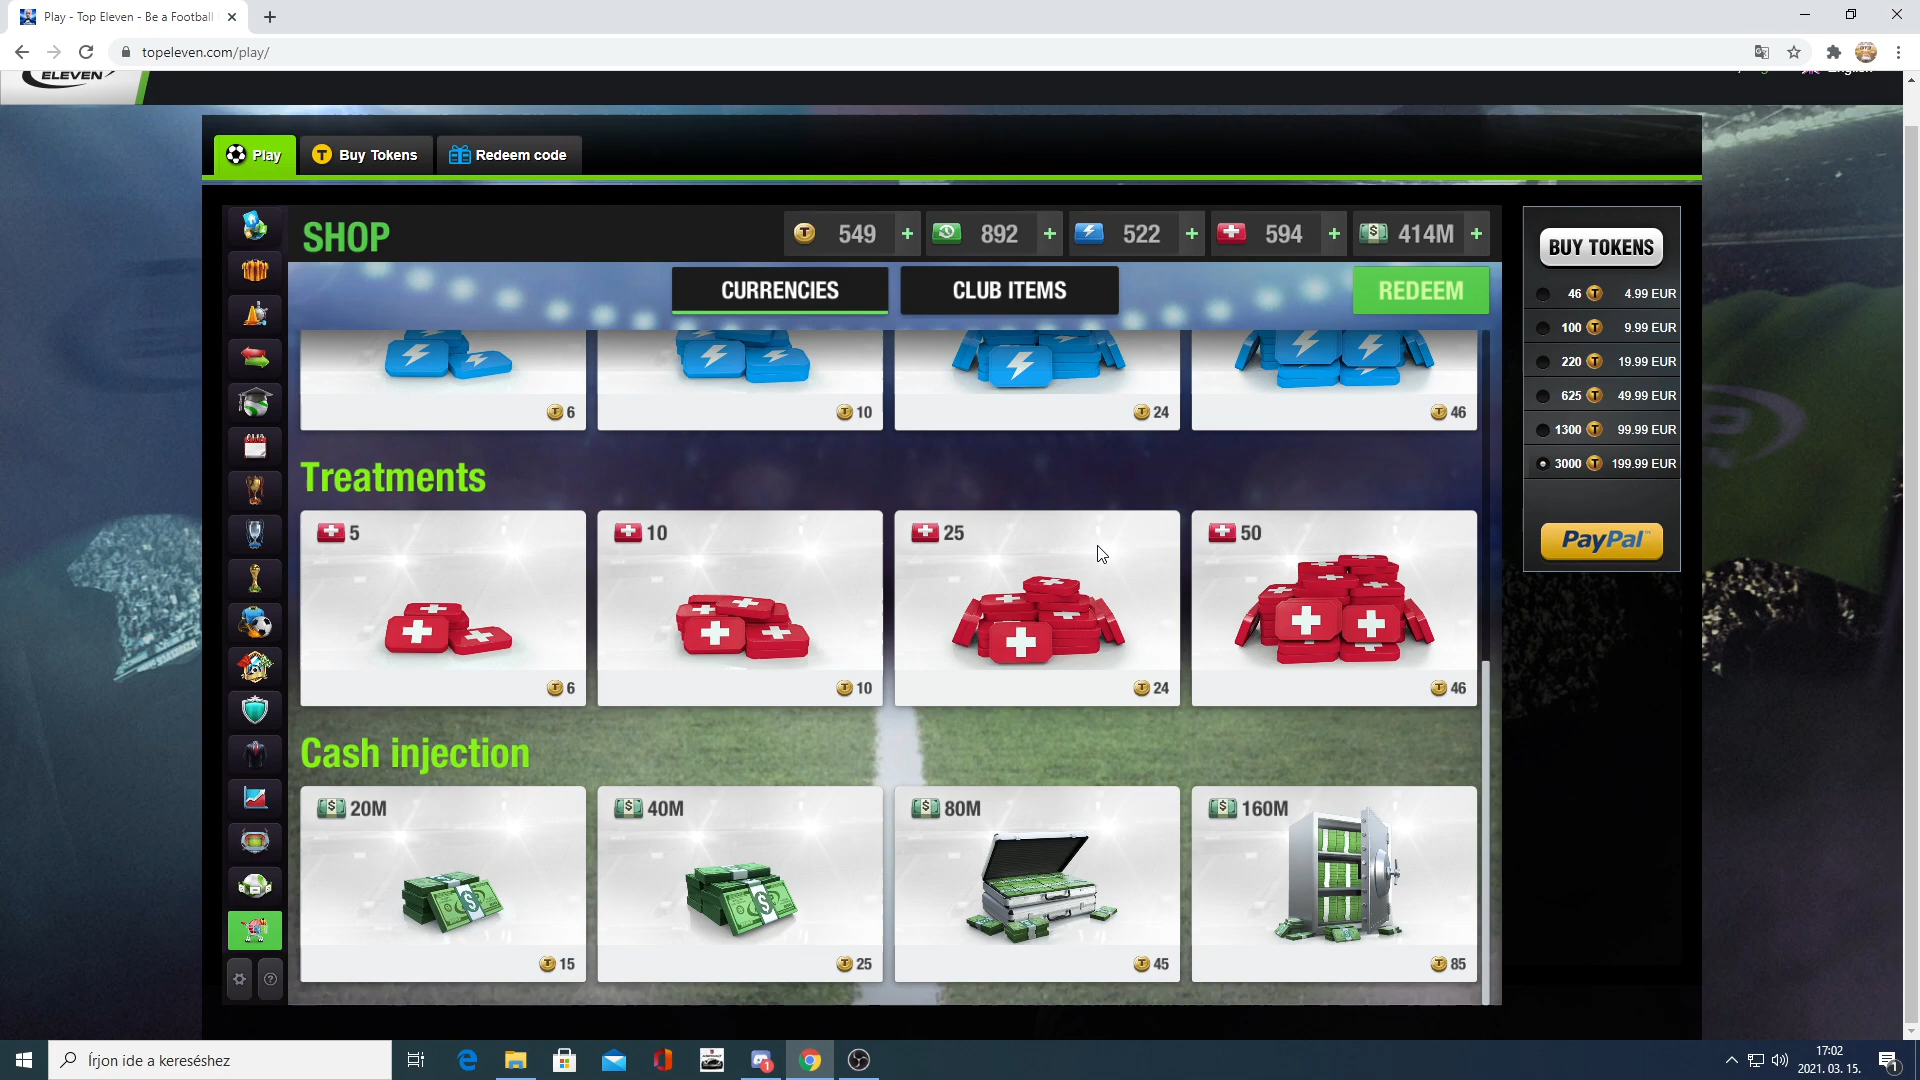 Play - Top Eleven - Be a Football
topeleven.com/play/
ELEVEN
English
Play
Buy Tokens
Redeem code
SHOP
549 +
892 +
522 +
594 +
414M +
CURRENCIES
CLUB ITEMS
REDEEM
6
10
24
46
Treatments
5
10
25
50
6
10
24
46
Cash injection
20M
40M
80M
160M
15
25
45
85
BUY TOKENS
46 T 4.99 EUR
100 T 9.99 EUR
220 T 19.99 EUR
625 T 49.99 EUR
1300 T 99.99 EUR
3000 T 199.99 EUR
PayPal™
Írjon ide a kereséshez
1
17:02
2021. 03. 15.
1